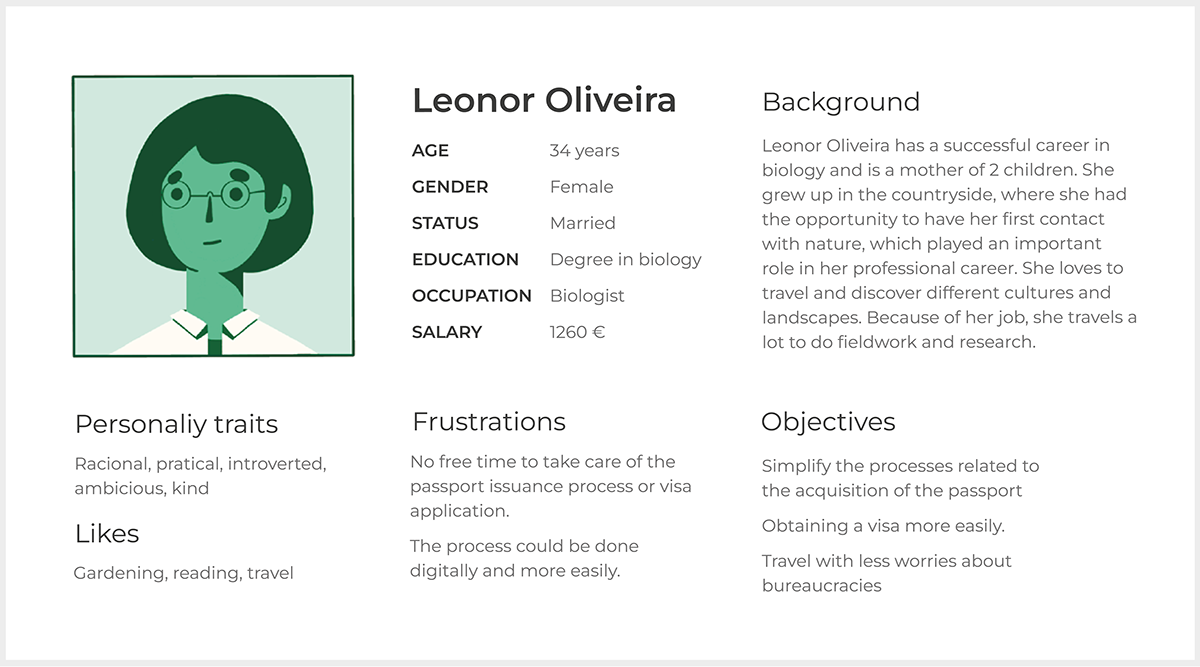 Leonor Oliveira
AGE 34 years
GENDER Female
STATUS Married
EDUCATION Degree in biology
OCCUPATION Biologist
SALARY 1260 €
Background
Leonor Oliveira has a successful career in
biology and is a mother of 2 children. She
grew up in the countryside, where she had
the opportunity to have her first contact
with nature, which played an important
role in her professional career. She loves to
travel and discover different cultures and
landscapes. Because of her job, she travels a
lot to do fieldwork and research.
Personaliy traits
Racional, pratical, introverted,
ambicious, kind
Likes
Gardening, reading, travel
Frustrations
No free time to take care of the
passport issuance process or visa
application.
The process could be done
digitally and more easily.
Objectives
Simplify the processes related to
the acquisition of the passport
Obtaining a visa more easily.
Travel with less worries about
bureaucracies